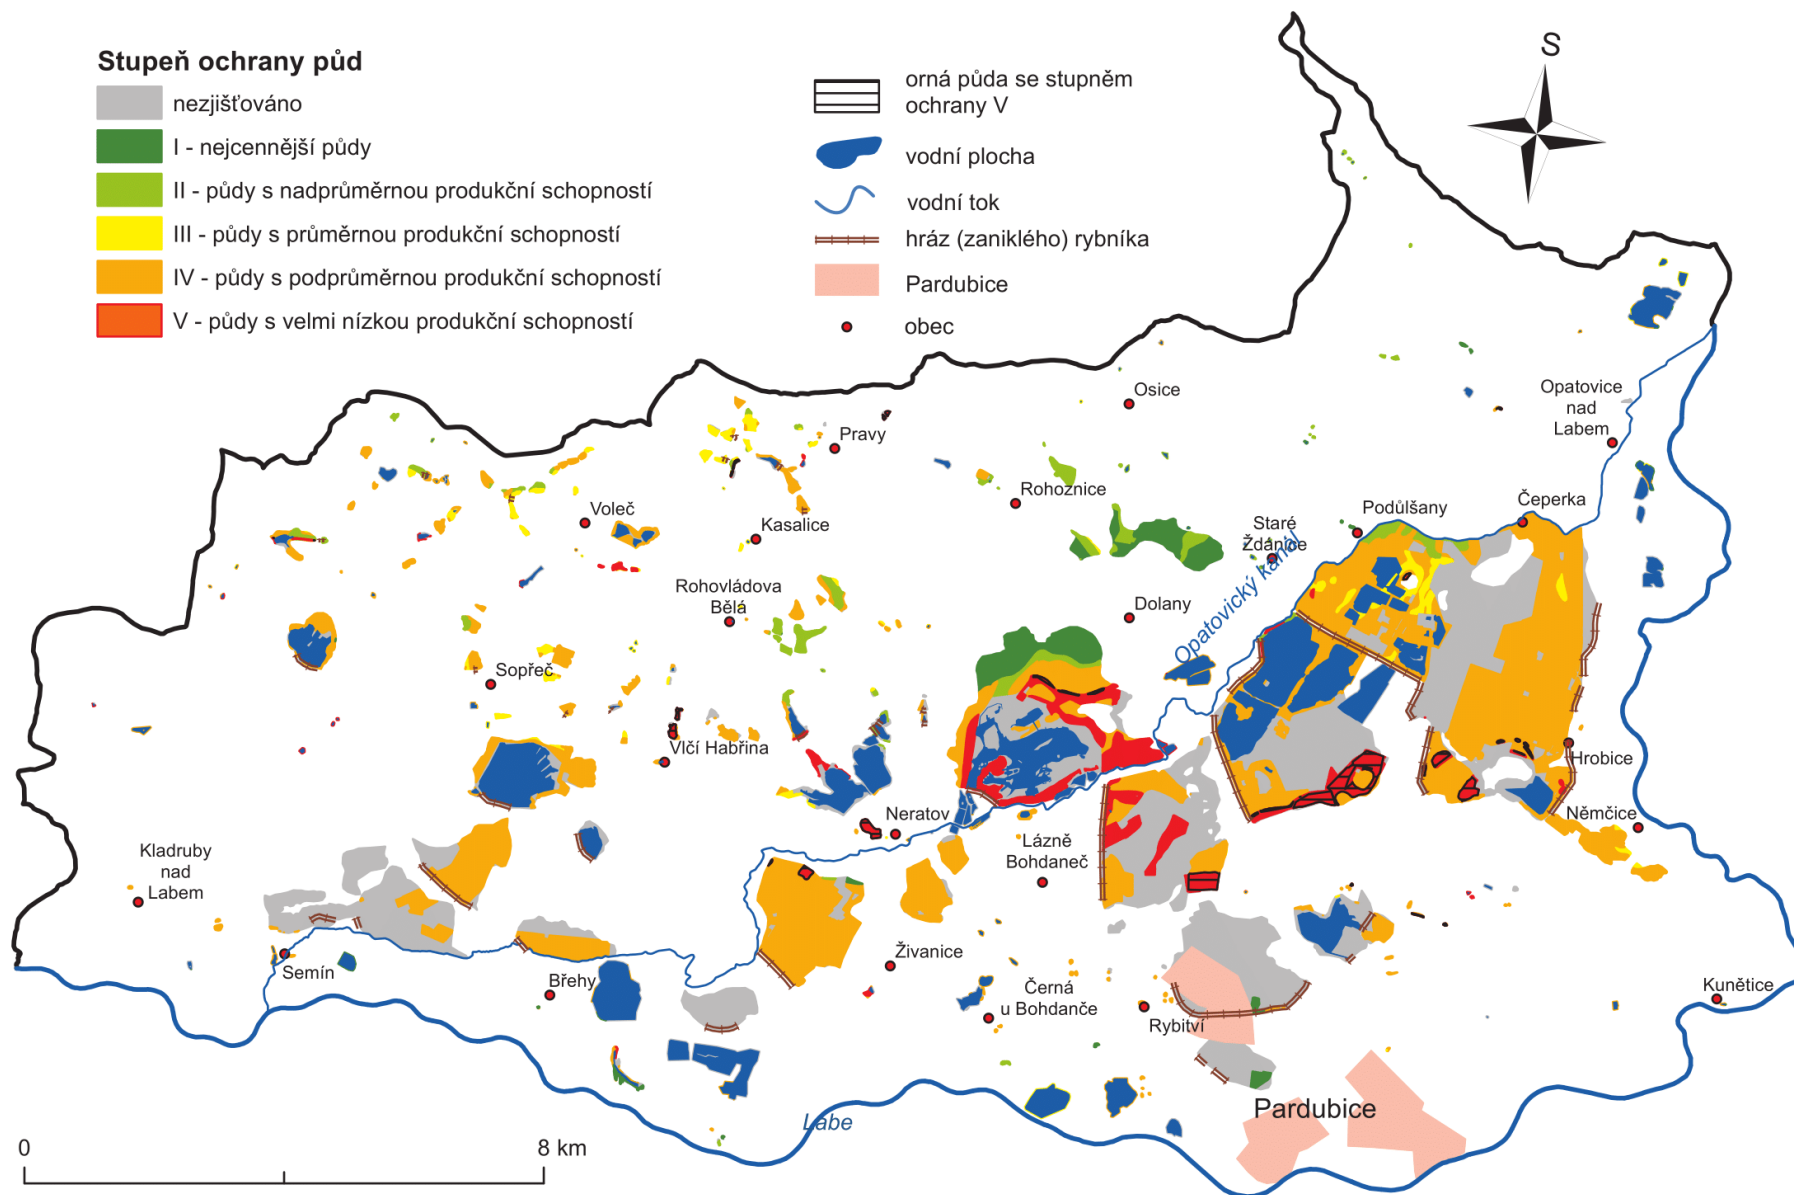 Stupeň ochrany půd
nezjišťováno
I - nejcennější půdy
II - půdy s nadprůměrnou produkční schopností
III - půdy s průměrnou produkční schopností
IV - půdy s podprůměrnou produkční schopností
V - půdy s velmi nízkou produkční schopností
orná půda se stupněm
ochrany V
vodní plocha
vodní tok
hráz (zaniklého) rybníka
Pardubice
obec
S
Osice
Opatovice
nad
Labem
Pravy
Rohoznice
Voleč
Kasalice
Staré
Ždánice
Podůlšany
Čeperka
Rohovládova
Bělá
Dolany
Opatovický kanál
Sopřeč
Vlčí Habřina
Hrobice
Neratov
Němčice
Lázně
Bohdaneč
Kladruby
nad
Labem
Semín
Břehy
Živanice
Černá
u Bohdanče
Rybitví
Kunětice
Pardubice
Labe
0
8 km